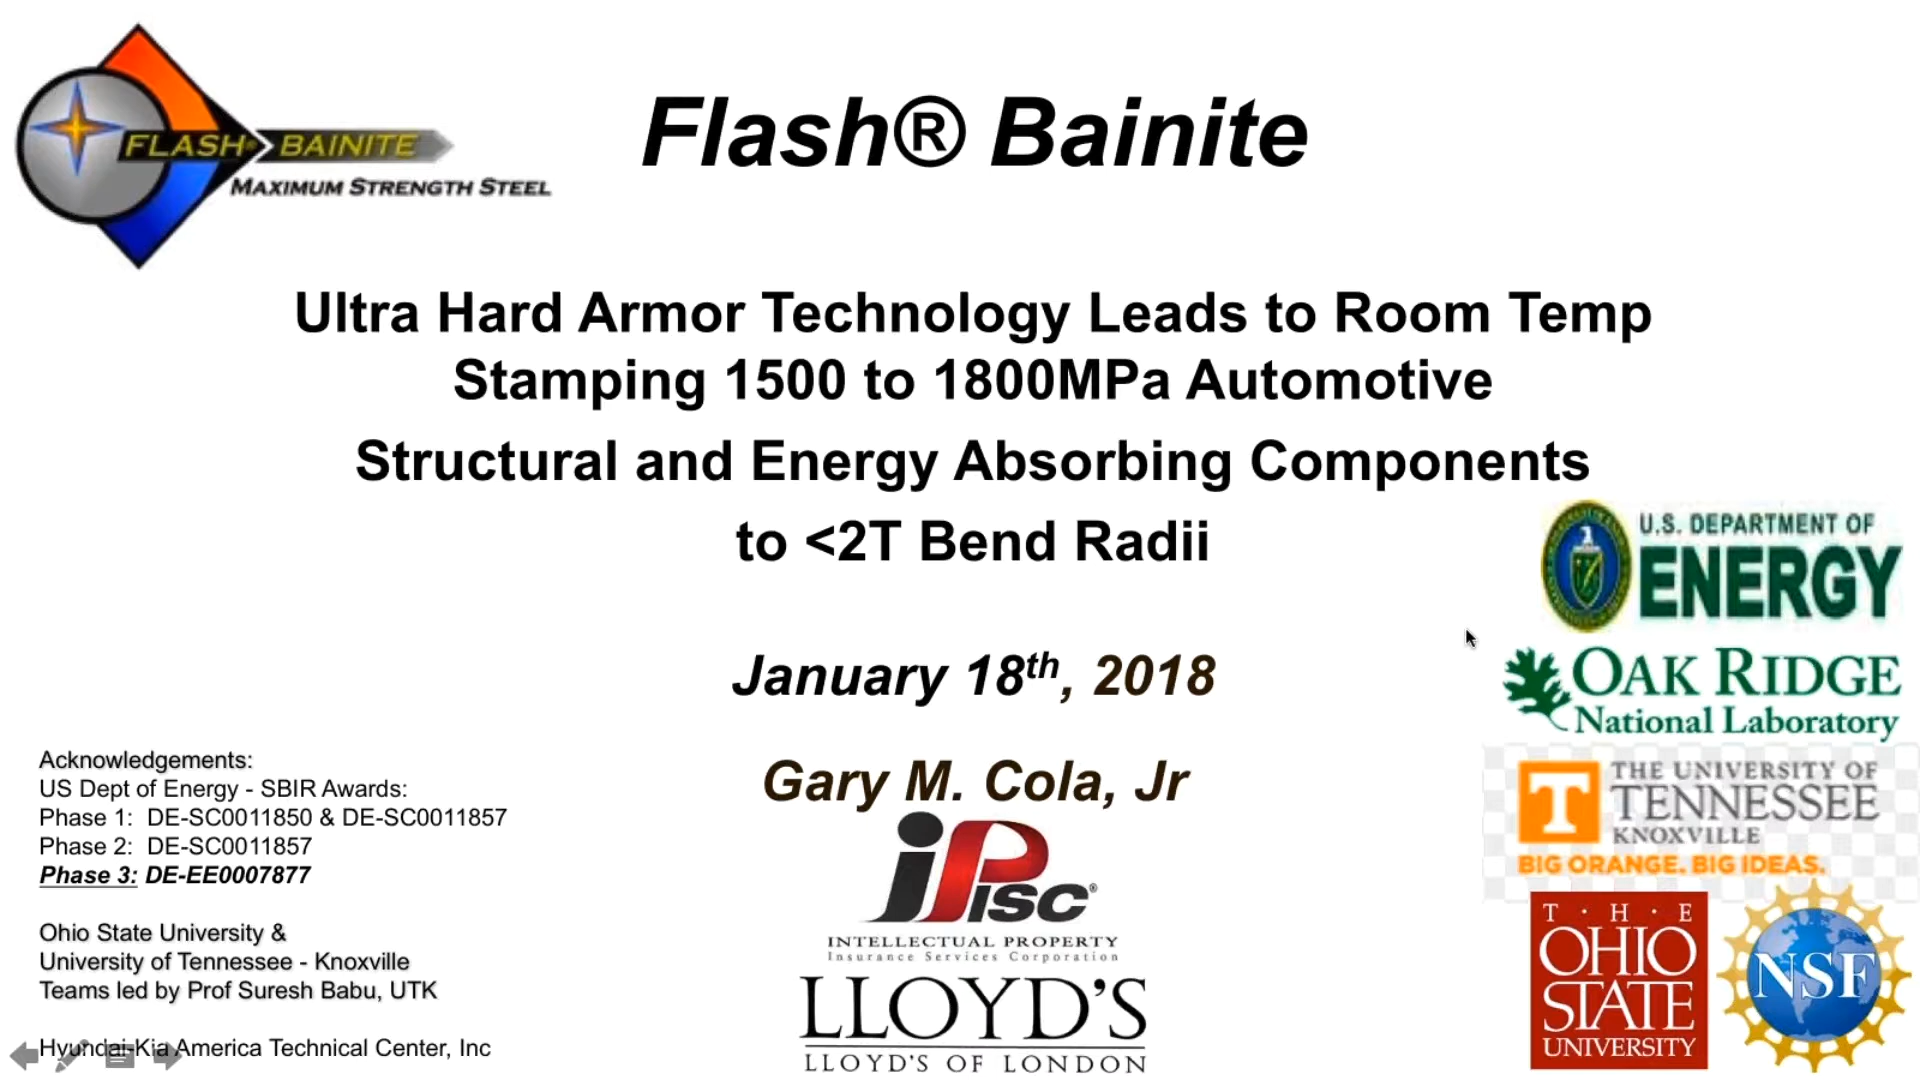 FLASH® BAINITE
MAXIMUM STRENGTH STEEL
Flash® Bainite
Ultra Hard Armor Technology Leads to Room Temp
Stamping 1500 to 1800MPa Automotive
Structural and Energy Absorbing Components
to <2T Bend Radii
January 18th, 2018
Gary M. Cola, Jr
Acknowledgements:
US Dept of Energy - SBIR Awards:
Phase 1: DE-SC0011850 & DE-SC0011857
Phase 2: DE-SC0011857
Phase 3: DE-EE0007877
Ohio State University &
University of Tennessee - Knoxville
Teams led by Prof Suresh Babu, UTK
Hyundai-Kia America Technical Center, Inc
iPisc®
INTELLECTUAL PROPERTY
Insurance Services Corporation
LLOYD'S
LLOYD'S OF LONDON
U.S. DEPARTMENT OF
ENERGY
OAK RIDGE
National Laboratory
T
THE UNIVERSITY OF
TENNESSEE
KNOXVILLE
BIG ORANGE. BIG IDEAS.
T · H · E
OHIO
STATE
UNIVERSITY
NSF